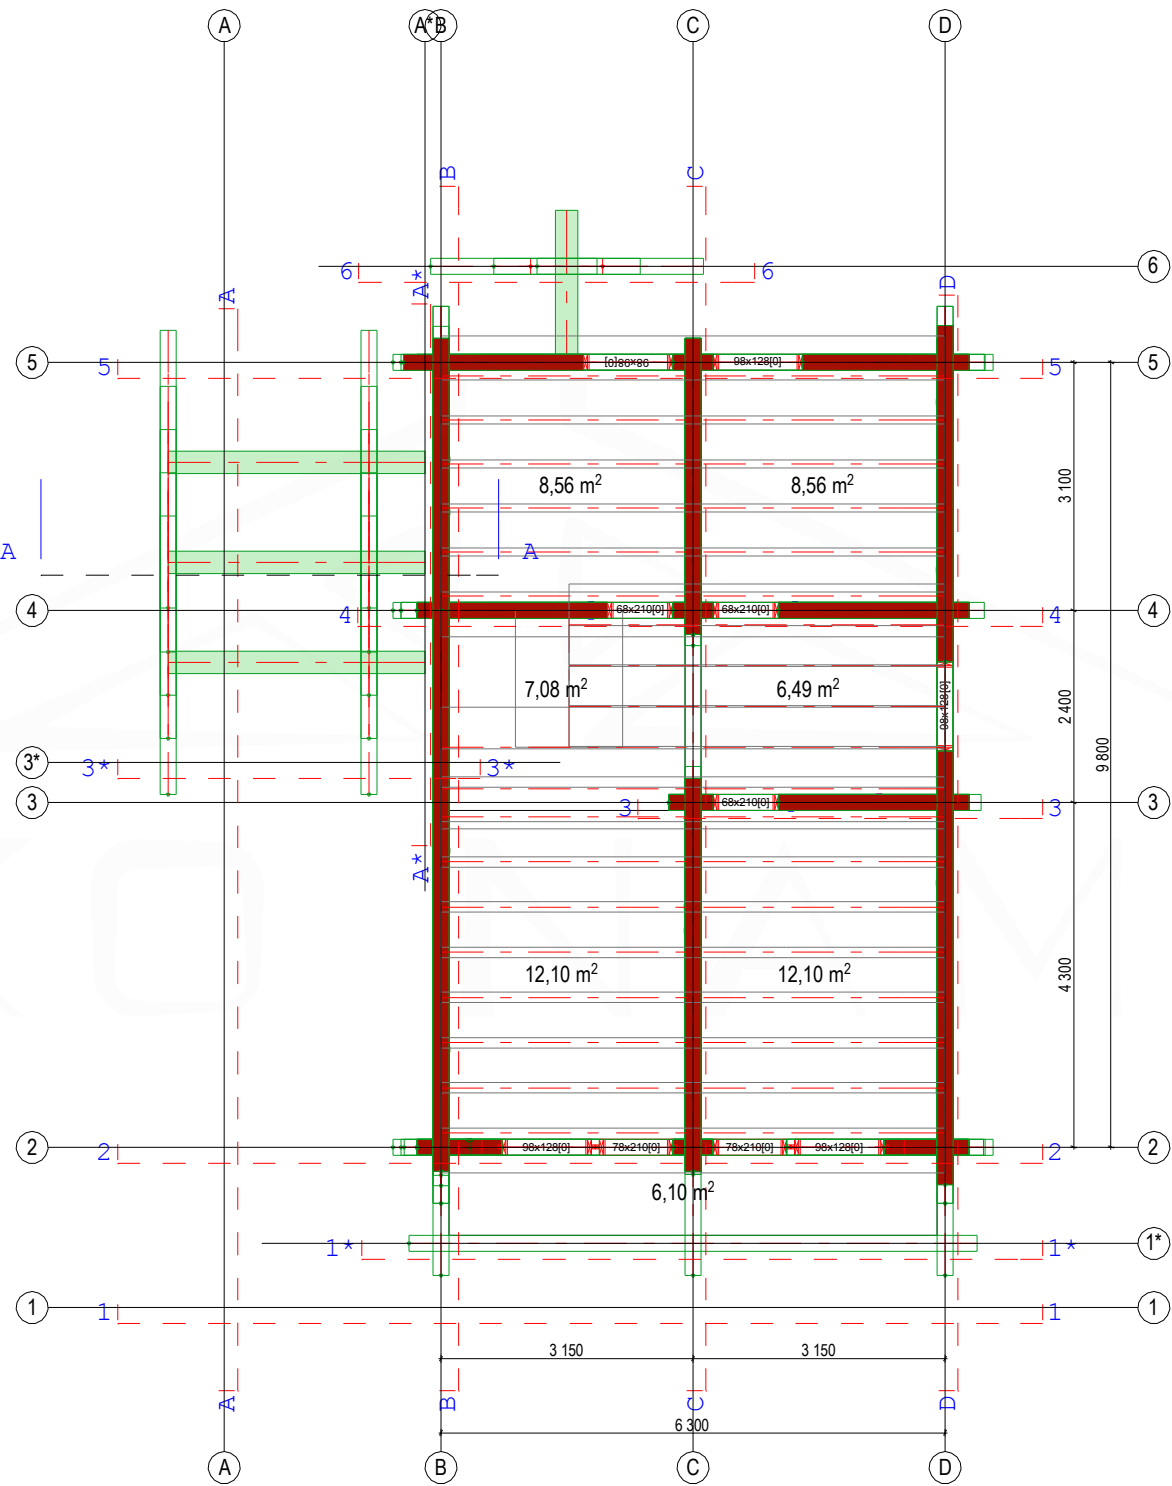 A A* B C D
B C
6 6 6
A* A D
5 5 [0]86×86 98x128[0] 5 5
3 100
8,56 m² 8,56 m²
A A
4 4 68x210[0] 68x210[0] 4 4
7,08 m² 6,49 m² 98x128[0] 2 400
9 800
3* 3* 3*
3 3 68x210[0] 3 3
A*
12,10 m² 12,10 m² 4 300
2 2 98x128[0] 78x210[0] 78x210[0] 98x128[0] 2 2
6,10 m²
1* 1* 1*
1 1 1 1
3 150 3 150
A B C D
6 300
A B C D